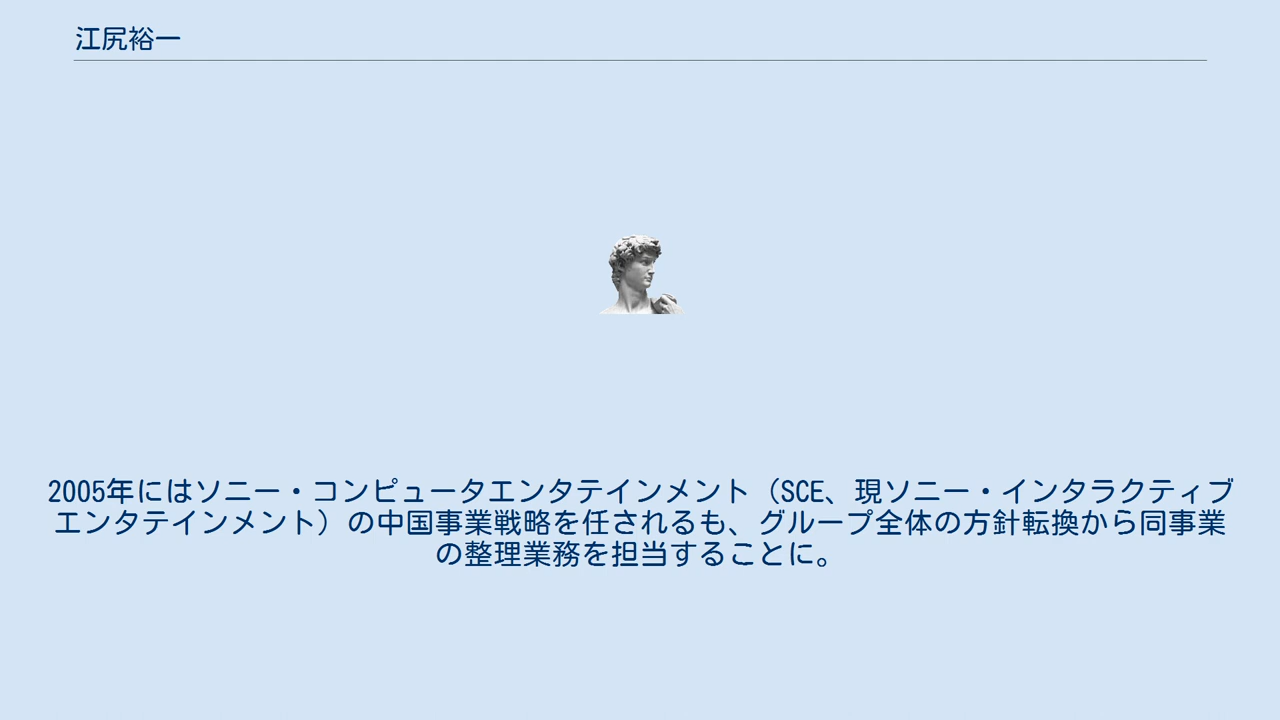 江尻裕一
2005年にはソニー・コンピュータエンタテインメント（SCE、現ソニー・インタラクティブ
エンタテインメント）の中国事業戦略を任されるも、グループ全体の方針転換から同事業
の整理業務を担当することに。